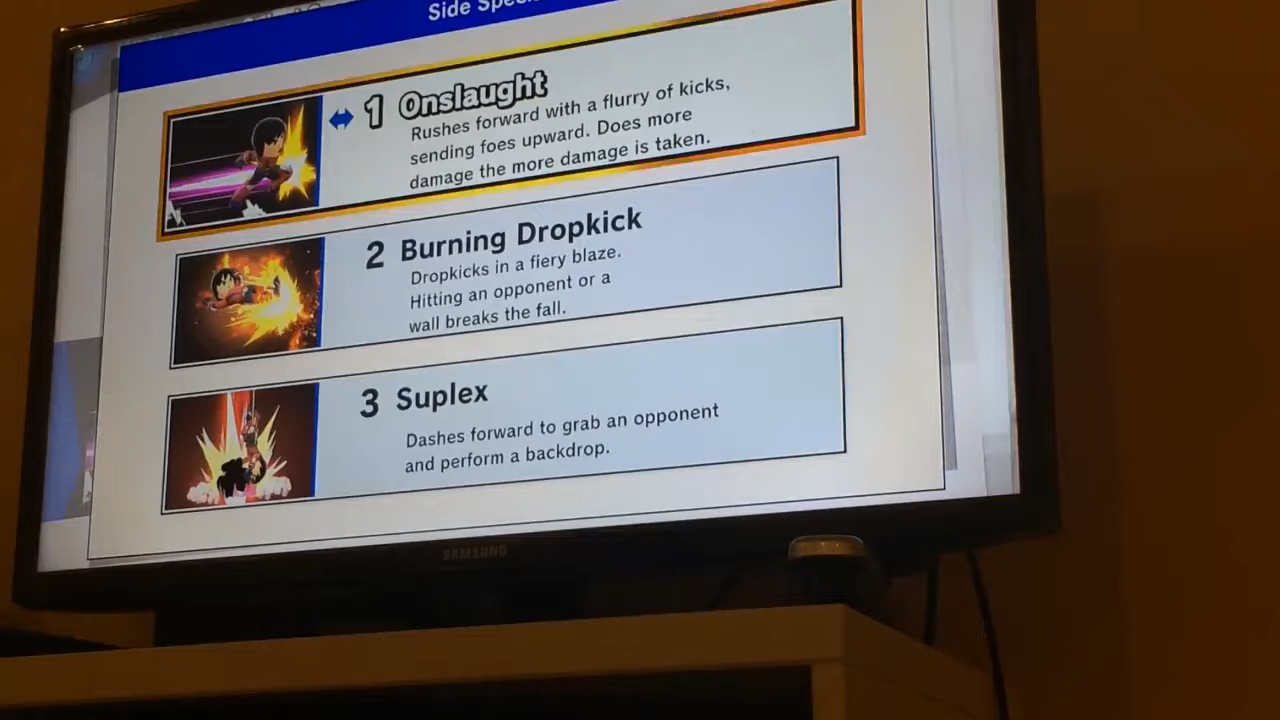 Side
1 Onslaught
Rushes forward with a flurry of kicks,
sending foes upward. Does more
damage the more damage is taken.
2 Burning Dropkick
Dropkicks in a fiery blaze.
Hitting an opponent or a
wall breaks the fall.
3 Suplex
Dashes forward to grab an opponent
and perform a backdrop.
SAMSUNG